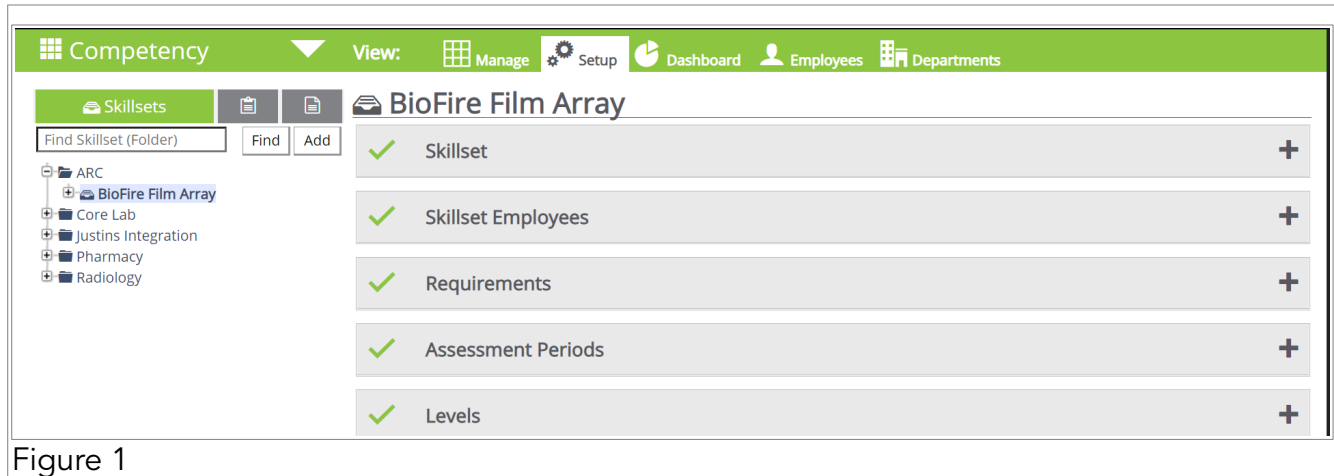 Competency View: Manage Setup Dashboard Employees Departments
Skillsets
Find Skillset (Folder) Find Add
ARC
BioFire Film Array
Core Lab
Justins Integration
Pharmacy
Radiology
BioFire Film Array
Skillset
Skillset Employees
Requirements
Assessment Periods
Levels
Figure 1